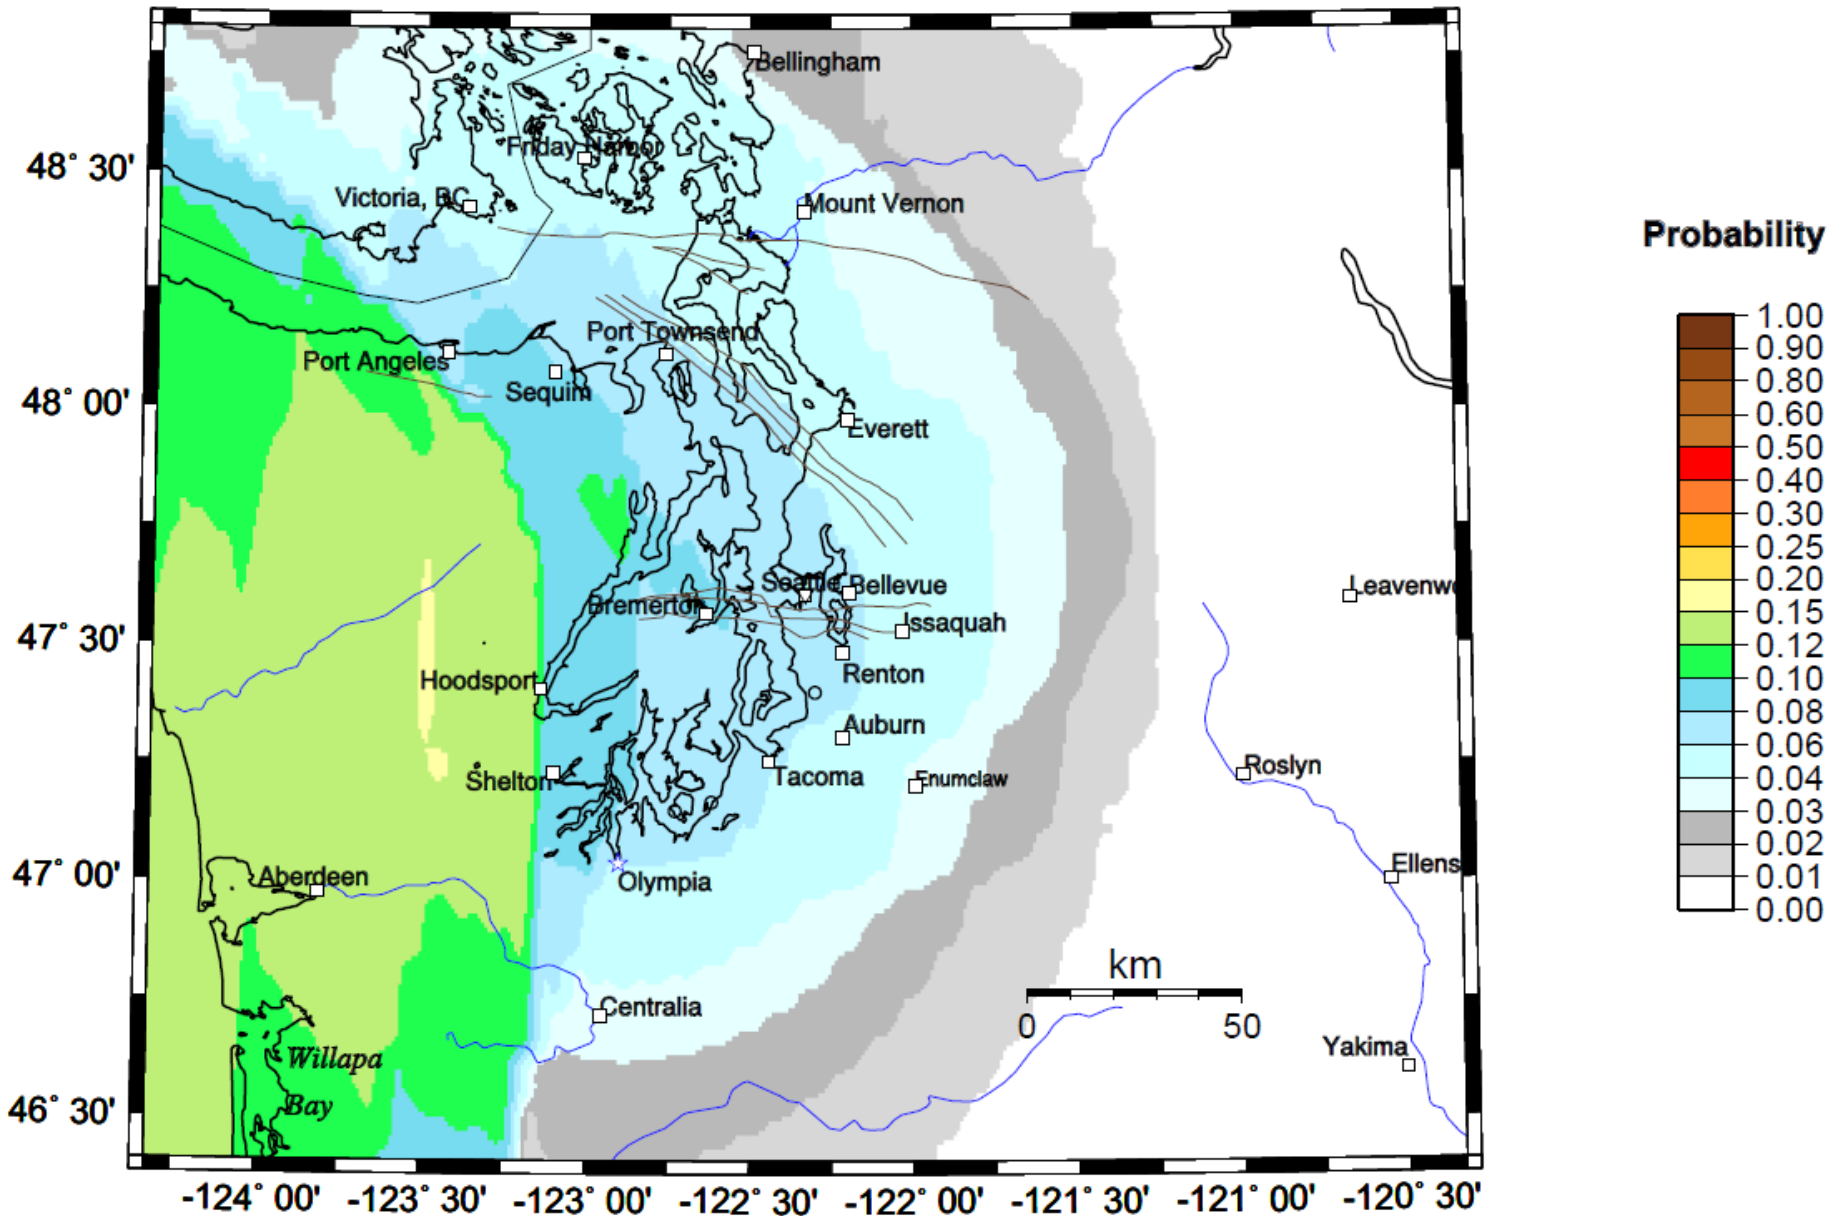 Bellingham
Friday Harbor
48° 30'
Victoria, BC
Mount Vernon
Probability
Port Townsend
Port Angeles
Sequim
48° 00'
Everett
1.00
0.90
0.80
0.60
0.50
0.40
0.30
0.25
0.20
0.15
0.12
0.10
0.08
0.06
0.04
0.03
0.02
0.01
0.00
Seattle
Bellevue
Leavenwo
Bremerton
Issaquah
47° 30'
Hoodsport
Renton
Auburn
Roslyn
Shelton
Tacoma
Enumclaw
Ellens
47° 00'
Aberdeen
Olympia
km
0
50
Centralia
Willapa
Bay
Yakima
46° 30'
-124° 00'
-123° 30'
-123° 00'
-122° 30'
-122° 00'
-121° 30'
-121° 00'
-120° 30'